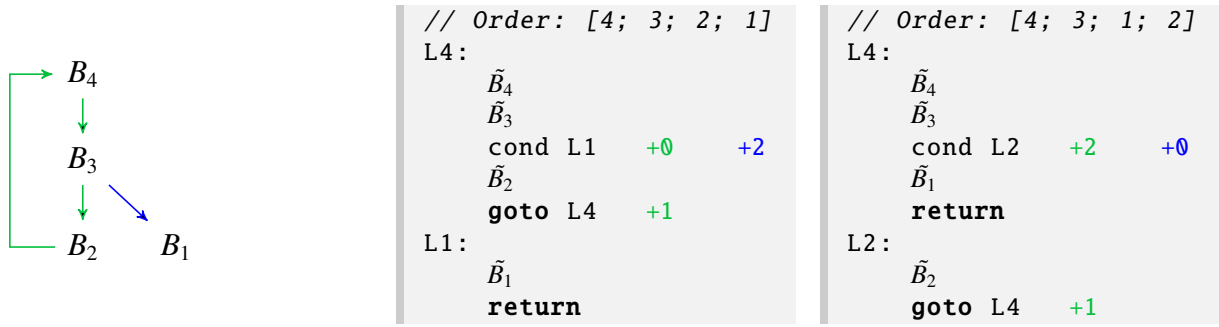 B₄
B₃
B₂ B₁
// Order: [4; 3; 2; 1]
L4:
B̃₄
B̃₃
cond L1 +0 +2
B̃₂
goto L4 +1
L1:
B̃₁
return
// Order: [4; 3; 1; 2]
L4:
B̃₄
B̃₃
cond L2 +2 +0
B̃₁
return
L2:
B̃₂
goto L4 +1